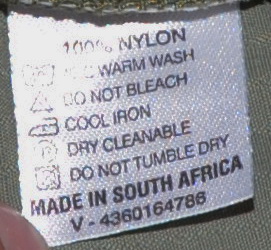 100% NYLON
WARM WASH
DO NOT BLEACH
COOL IRON
DRY CLEANABLE
DO NOT TUMBLE DRY
MADE IN SOUTH AFRICA
V - 4360164786